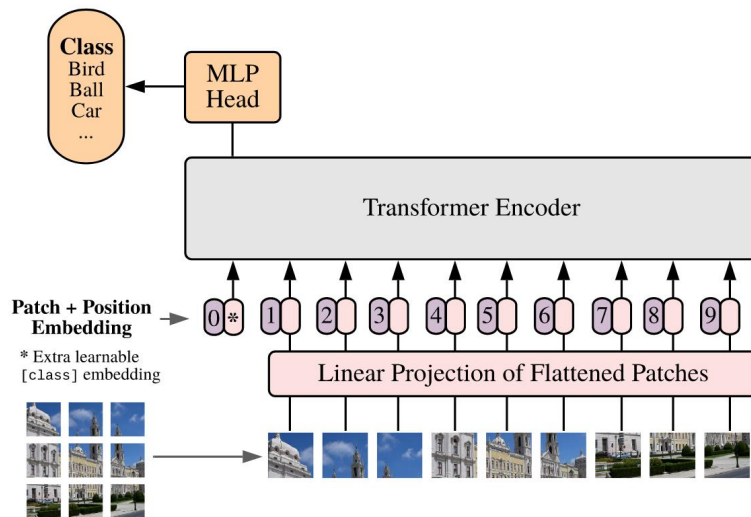 Class
Bird
Ball
Car
...
MLP
Head
Transformer Encoder
Patch + Position
Embedding
0 * 1 2 3 4 5 6 7 8 9
* Extra learnable
[class] embedding
Linear Projection of Flattened Patches